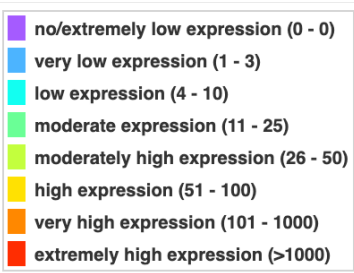 no/extremely low expression (0 - 0)
very low expression (1 - 3)
low expression (4 - 10)
moderate expression (11 - 25)
moderately high expression (26 - 50)
high expression (51 - 100)
very high expression (101 - 1000)
extremely high expression (>1000)